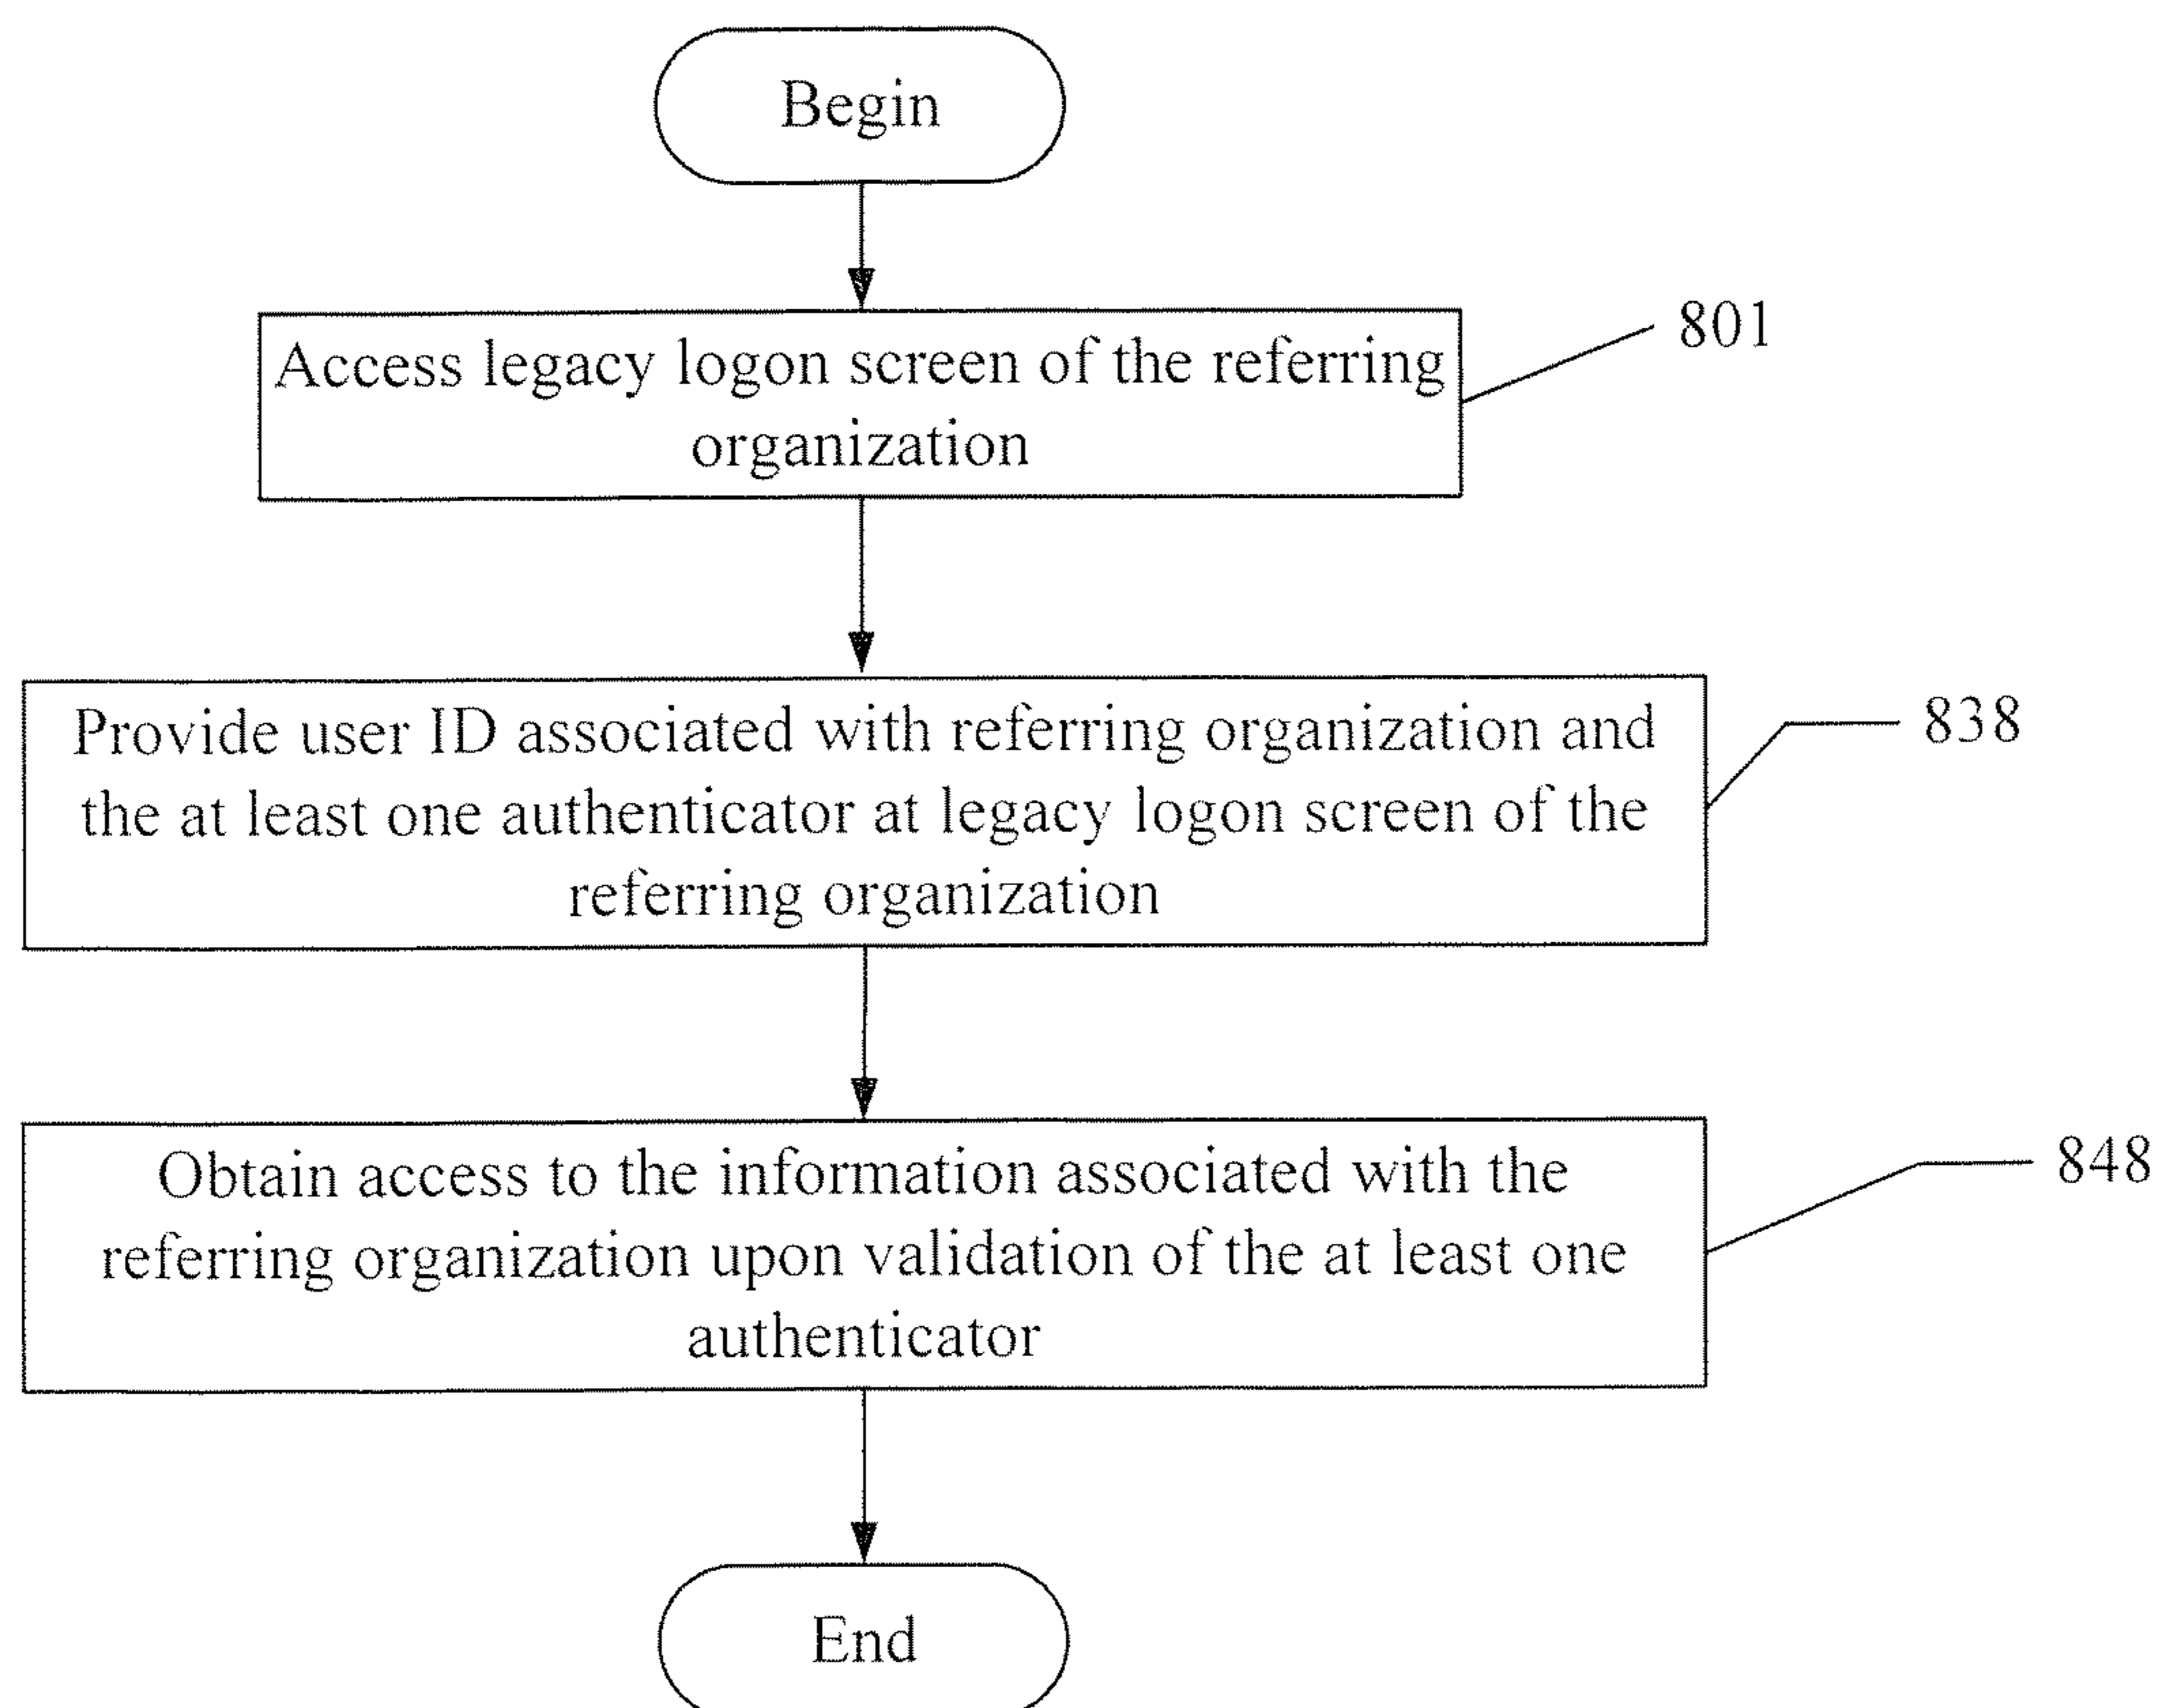 Begin
Access legacy logon screen of the referring
organization
801
Provide user ID associated with referring organization and
the at least one authenticator at legacy logon screen of the
referring organization
838
Obtain access to the information associated with the
referring organization upon validation of the at least one
authenticator
848
End